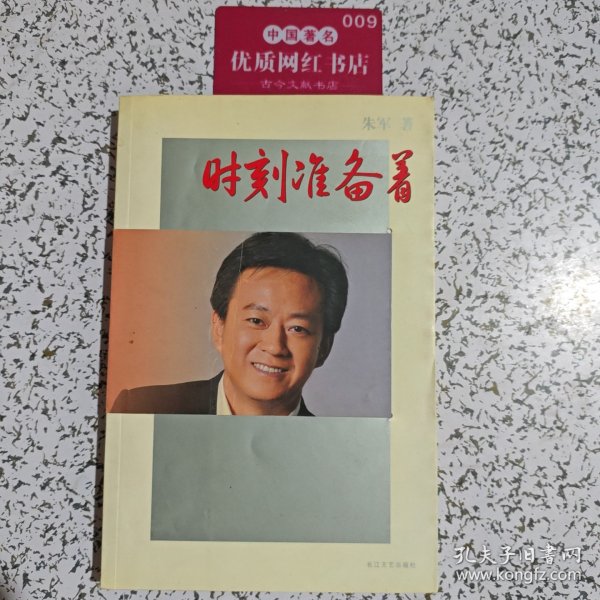 009
中国著名
优质网红书店
古今文献书店
朱军 著
时刻准备着
长江文艺出版社
孔夫子旧书网
www.kongfz.com